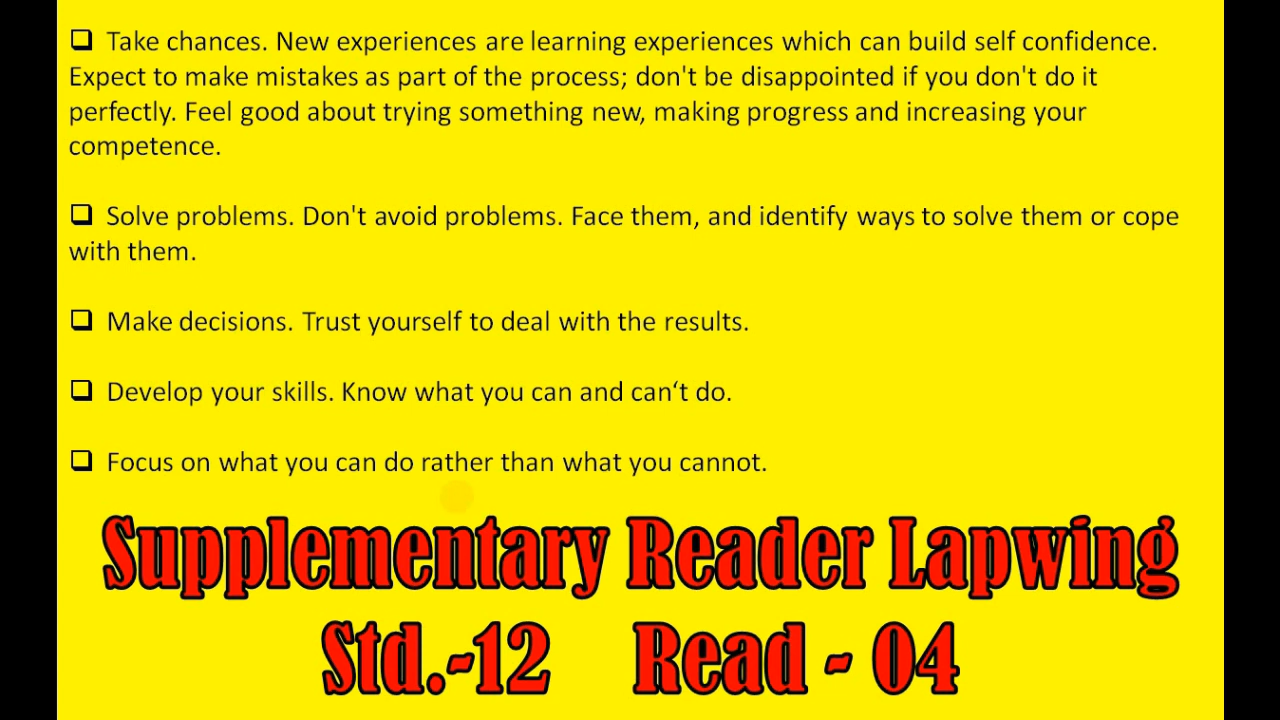 ❑ Take chances. New experiences are learning experiences which can build self confidence.
Expect to make mistakes as part of the process; don't be disappointed if you don't do it
perfectly. Feel good about trying something new, making progress and increasing your
competence.
❑ Solve problems. Don't avoid problems. Face them, and identify ways to solve them or cope
with them.
❑ Make decisions. Trust yourself to deal with the results.
❑ Develop your skills. Know what you can and can‘t do.
❑ Focus on what you can do rather than what you cannot.
Supplementary Reader Lapwing
Std.-12 Read - 04